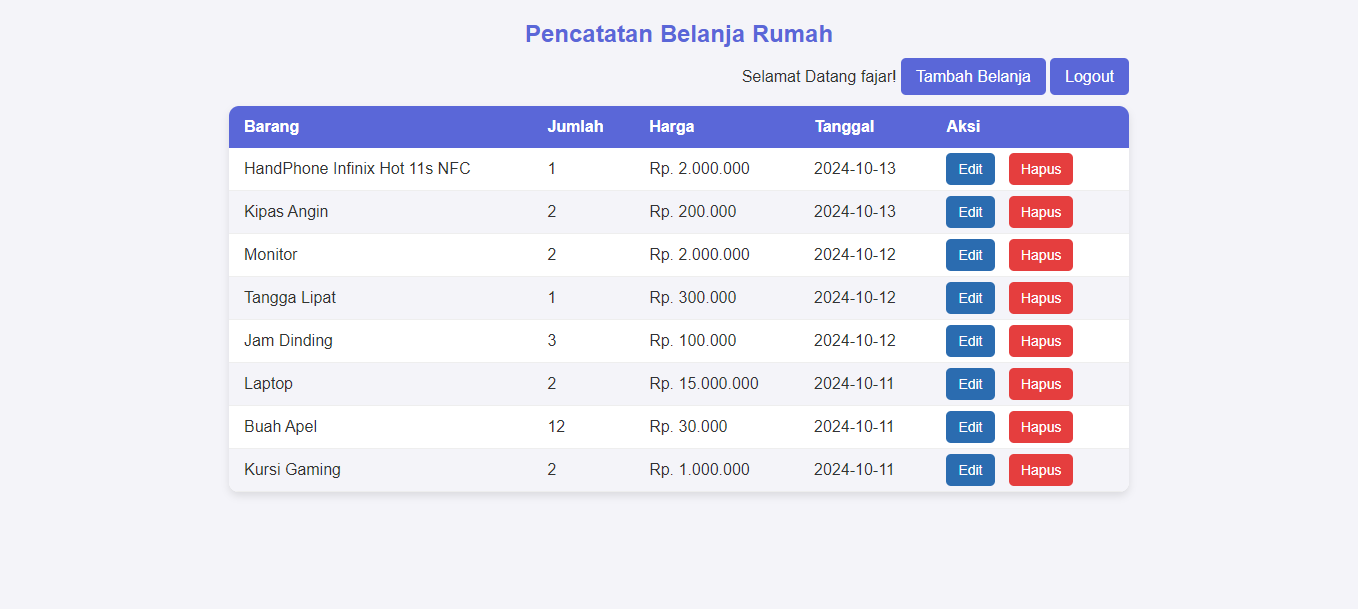 Pencatatan Belanja Rumah
Selamat Datang fajar! Tambah Belanja Logout
Barang Jumlah Harga Tanggal Aksi
HandPhone Infinix Hot 11s NFC 1 Rp. 2.000.000 2024-10-13 Edit Hapus
Kipas Angin 2 Rp. 200.000 2024-10-13 Edit Hapus
Monitor 2 Rp. 2.000.000 2024-10-12 Edit Hapus
Tangga Lipat 1 Rp. 300.000 2024-10-12 Edit Hapus
Jam Dinding 3 Rp. 100.000 2024-10-12 Edit Hapus
Laptop 2 Rp. 15.000.000 2024-10-11 Edit Hapus
Buah Apel 12 Rp. 30.000 2024-10-11 Edit Hapus
Kursi Gaming 2 Rp. 1.000.000 2024-10-11 Edit Hapus